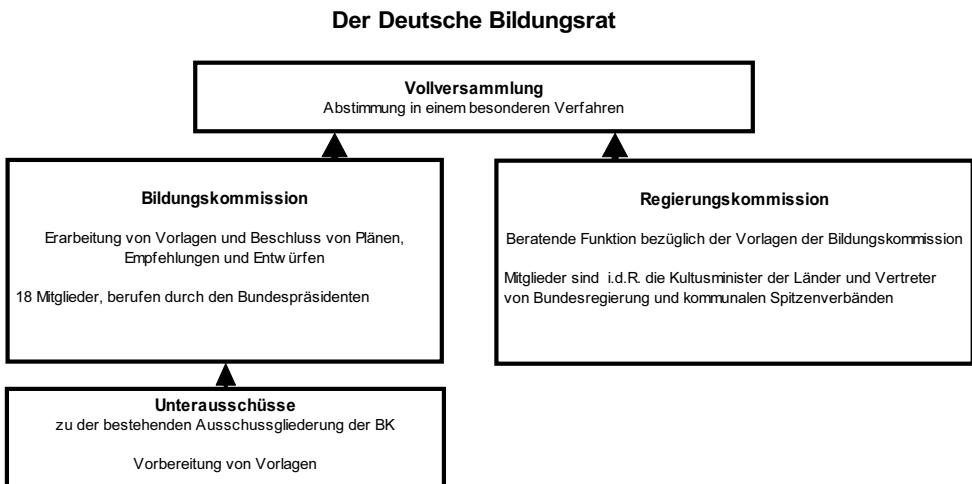 Der Deutsche Bildungsrat
Vollversammlung
Abstimmung in einem besonderen Verfahren
Bildungskommission
Erarbeitung von Vorlagen und Beschluss von Plänen,
Empfehlungen und Entwürfen
18 Mitglieder, berufen durch den Bundespräsidenten
Regierungskommission
Beratende Funktion bezüglich der Vorlagen der Bildungskommission
Mitglieder sind i.d.R. die Kultusminister der Länder und Vertreter
von Bundesregierung und kommunalen Spitzenverbänden
Unterausschüsse
zu der bestehenden Ausschussgliederung der BK
Vorbereitung von Vorlagen